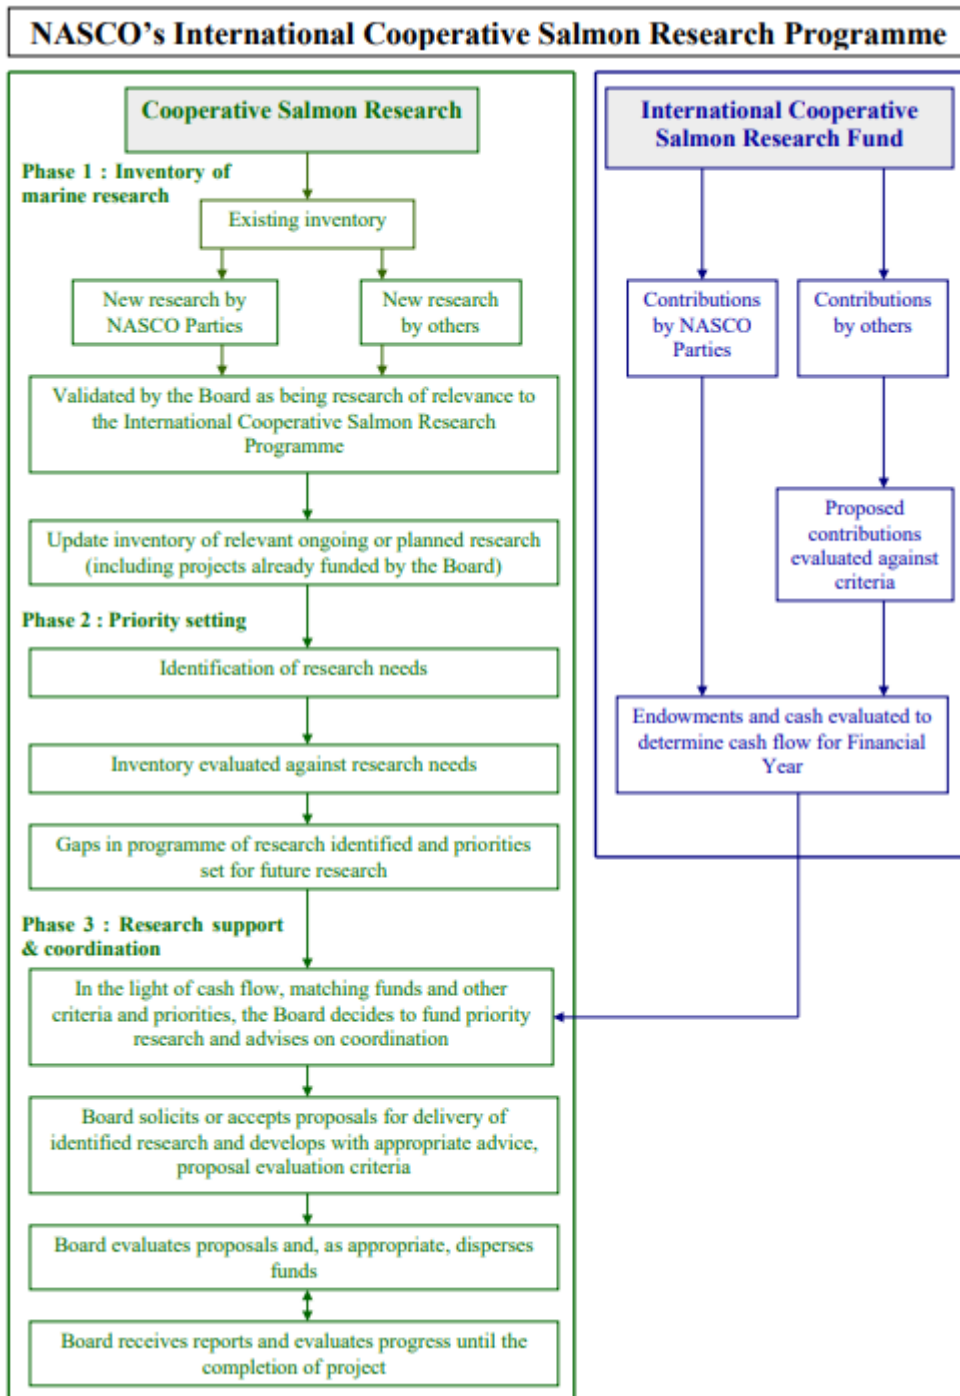 NASCO's International Cooperative Salmon Research Programme
Cooperative Salmon Research
Phase 1 : Inventory of
marine research
Existing inventory
New research by
NASCO Parties
New research
by others
Validated by the Board as being research of relevance to
the International Cooperative Salmon Research
Programme
Update inventory of relevant ongoing or planned research
(including projects already funded by the Board)
Phase 2 : Priority setting
Identification of research needs
Inventory evaluated against research needs
Gaps in programme of research identified and priorities
set for future research
Phase 3 : Research support
& coordination
In the light of cash flow, matching funds and other
criteria and priorities, the Board decides to fund priority
research and advises on coordination
Board solicits or accepts proposals for delivery of
identified research and develops with appropriate advice,
proposal evaluation criteria
Board evaluates proposals and, as appropriate, disperses
funds
Board receives reports and evaluates progress until the
completion of project
International Cooperative
Salmon Research Fund
Contributions
by NASCO
Parties
Contributions
by others
Proposed
contributions
evaluated against
criteria
Endowments and cash evaluated to
determine cash flow for Financial
Year